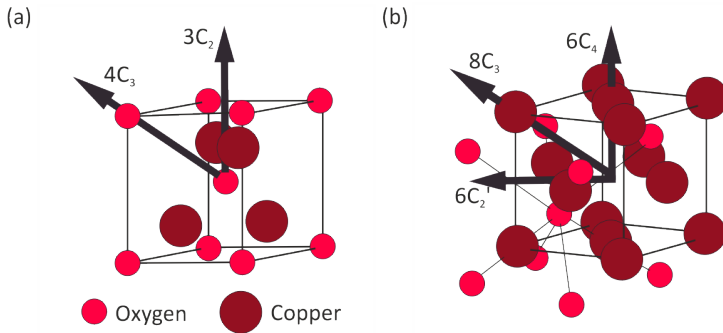 (a)
3C₂
4C₃
Oxygen
Copper
(b)
6C₄
8C₃
6C₂'